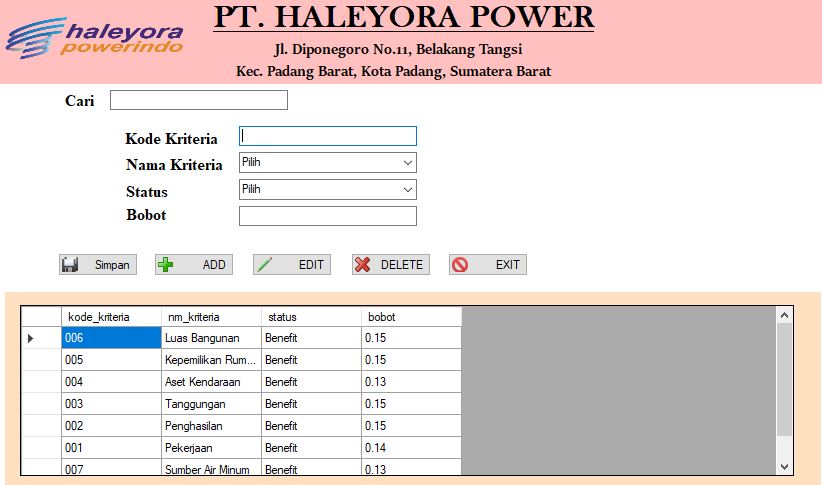 haleyora
powerindo
PT. HALEYORA POWER
Jl. Diponegoro No.11, Belakang Tangsi
Kec. Padang Barat, Kota Padang, Sumatera Barat
Cari
Kode Kriteria
Nama Kriteria Pilih
Status Pilih
Bobot
Simpan ADD EDIT DELETE EXIT
kode_kriteria nm_kriteria status bobot
006 Luas Bangunan Benefit 0.15
005 Kepemilikan Rum... Benefit 0.15
004 Aset Kendaraan Benefit 0.13
003 Tanggungan Benefit 0.15
002 Penghasilan Benefit 0.15
001 Pekerjaan Benefit 0.14
007 Sumber Air Minum Benefit 0.13